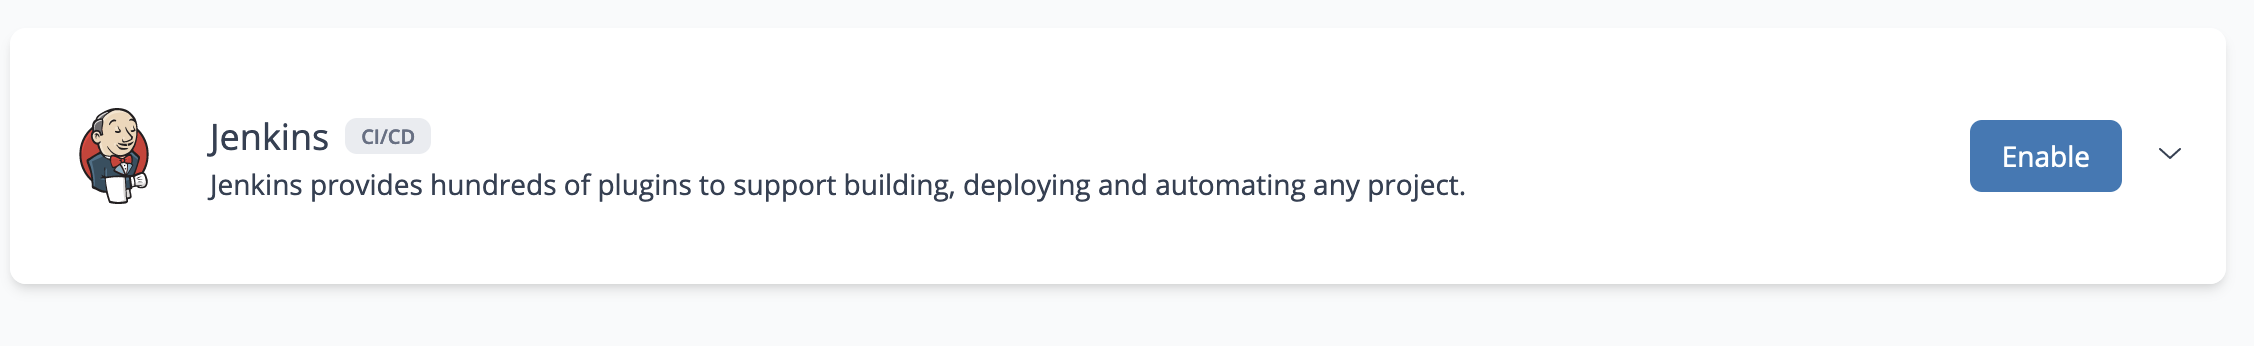 Jenkins CI/CD
Jenkins provides hundreds of plugins to support building, deploying and automating any project.
Enable